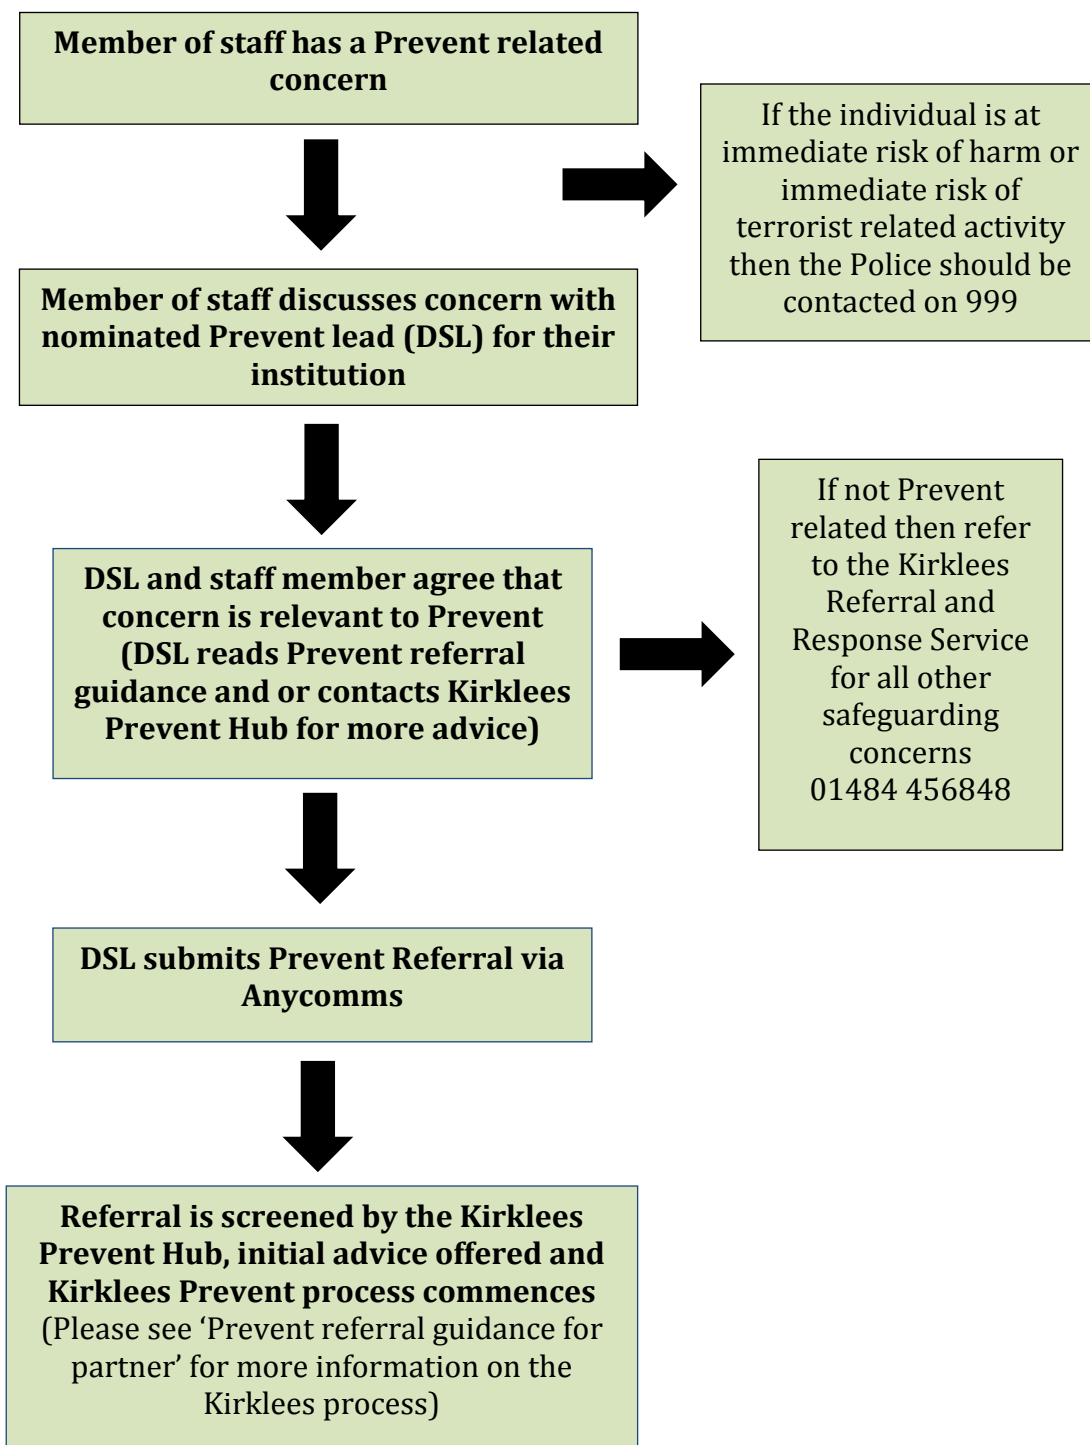 Member of staff has a Prevent related
concern
If the individual is at
immediate risk of harm or
immediate risk of
terrorist related activity
then the Police should be
contacted on 999
Member of staff discusses concern with
nominated Prevent lead (DSL) for their
institution
DSL and staff member agree that
concern is relevant to Prevent
(DSL reads Prevent referral
guidance and or contacts Kirklees
Prevent Hub for more advice)
If not Prevent
related then refer
to the Kirklees
Referral and
Response Service
for all other
safeguarding
concerns
01484 456848
DSL submits Prevent Referral via
Anycomms
Referral is screened by the Kirklees
Prevent Hub, initial advice offered and
Kirklees Prevent process commences
(Please see ‘Prevent referral guidance for
partner’ for more information on the
Kirklees process)